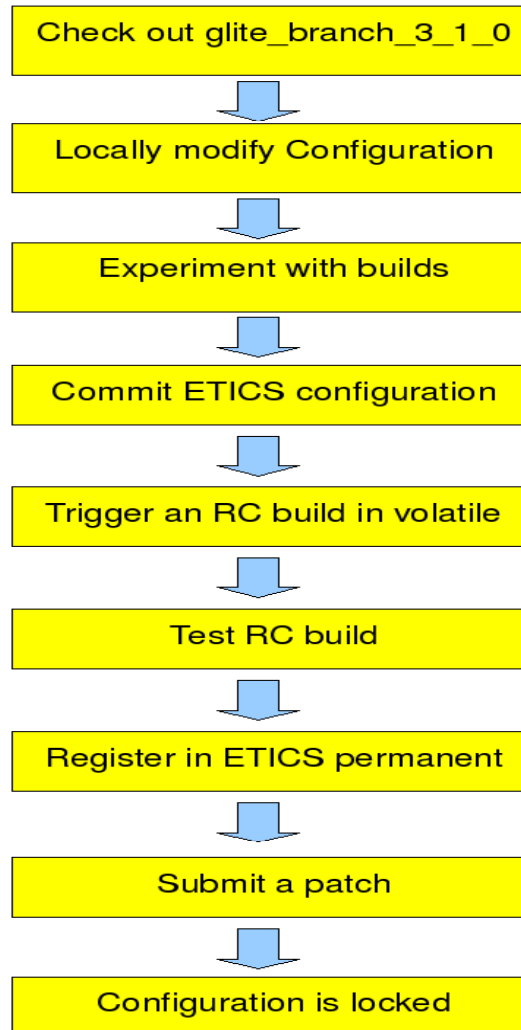 Check out glite_branch_3_1_0
Locally modify Configuration
Experiment with builds
Commit ETICS configuration
Trigger an RC build in volatile
Test RC build
Register in ETICS permanent
Submit a patch
Configuration is locked